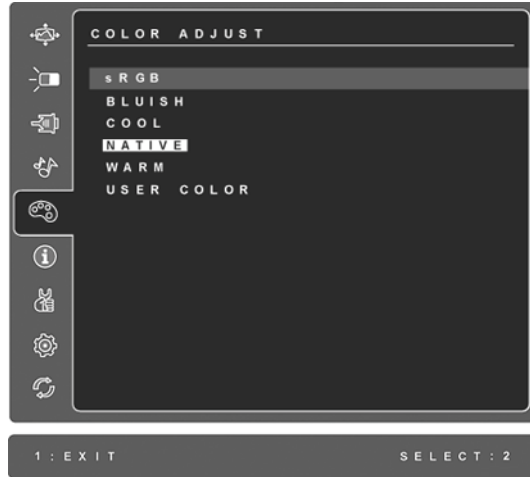 COLOR ADJUST
sRGB
BLUISH
COOL
NATIVE
WARM
USER COLOR
1:EXIT SELECT:2